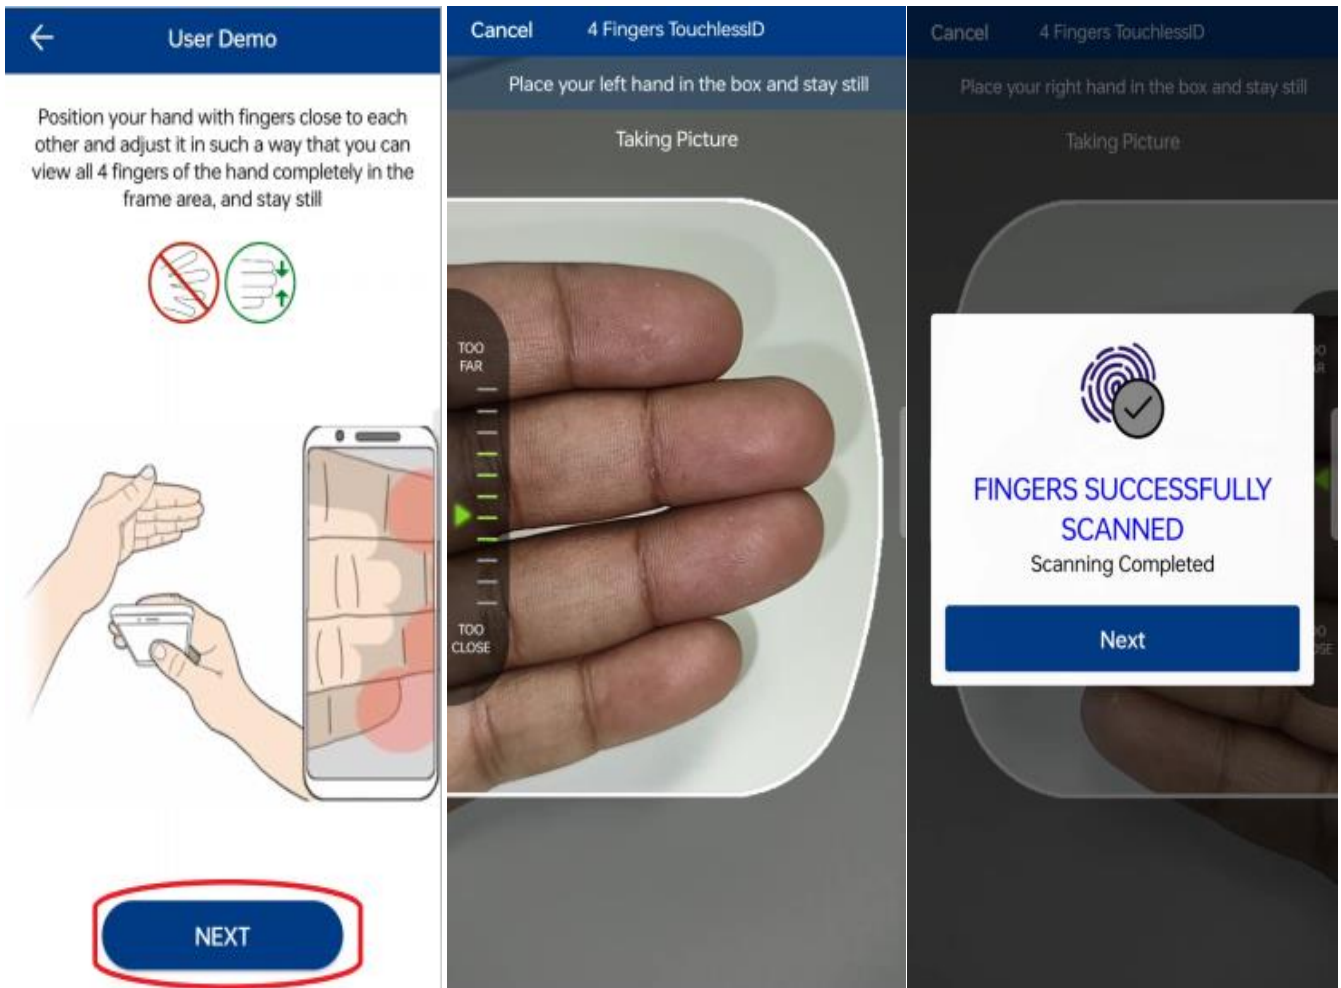 User Demo
Position your hand with fingers close to each
other and adjust it in such a way that you can
view all 4 fingers of the hand completely in the
frame area, and stay still
NEXT
Cancel
4 Fingers TouchlessID
Place your left hand in the box and stay still
Taking Picture
TOO
FAR
TOO
CLOSE
Cancel
4 Fingers TouchlessID
Place your right hand in the box and stay still
Taking Picture
FINGERS SUCCESSFULLY
SCANNED
Scanning Completed
Next